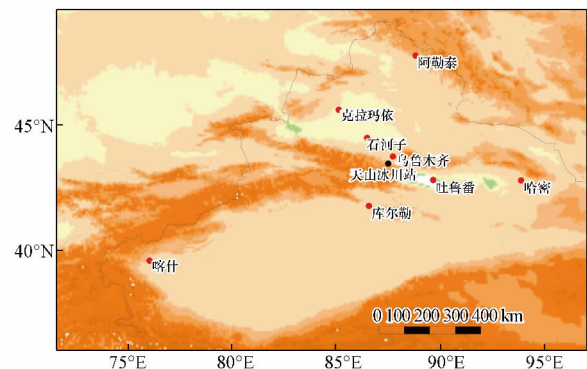 阿勒泰
克拉玛依
45°N
石河子
乌鲁木齐
天山冰川站
吐鲁番
哈密
库尔勒
40°N
喀什
0 100 200 300 400 km
75°E 80°E 85°E 90°E 95°E